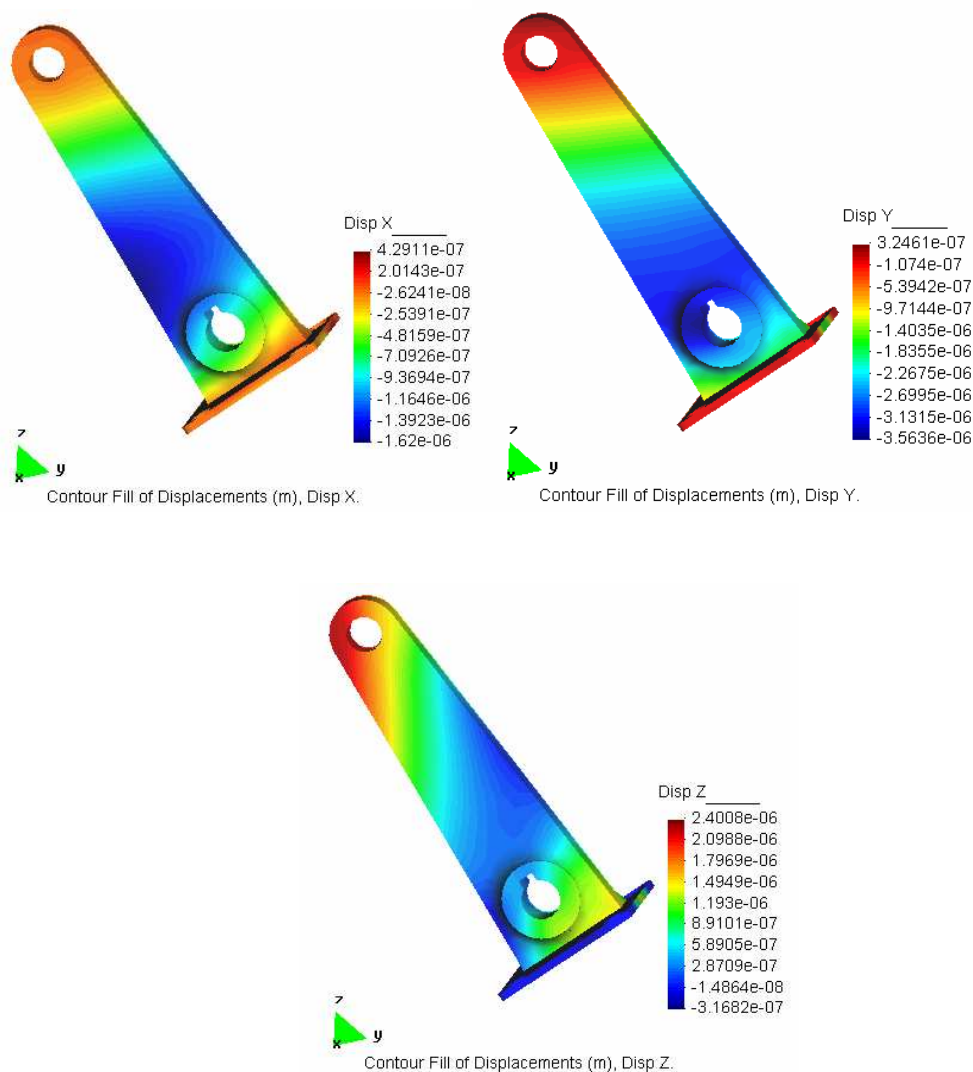 Disp X
4.2911e-07
2.0143e-07
-2.6241e-08
-2.5391e-07
-4.8159e-07
-7.0926e-07
-9.3694e-07
-1.1646e-06
-1.3923e-06
-1.62e-06
z
x y
Contour Fill of Displacements (m), Disp X.
Disp Y
3.2461e-07
-1.074e-07
-5.3942e-07
-9.7144e-07
-1.4035e-06
-1.8355e-06
-2.2675e-06
-2.6995e-06
-3.1315e-06
-3.5636e-06
z
x y
Contour Fill of Displacements (m), Disp Y.
Disp Z
2.4008e-06
2.0988e-06
1.7969e-06
1.4949e-06
1.193e-06
8.9101e-07
5.8905e-07
2.8709e-07
-1.4864e-08
-3.1682e-07
z
x y
Contour Fill of Displacements (m), Disp Z.